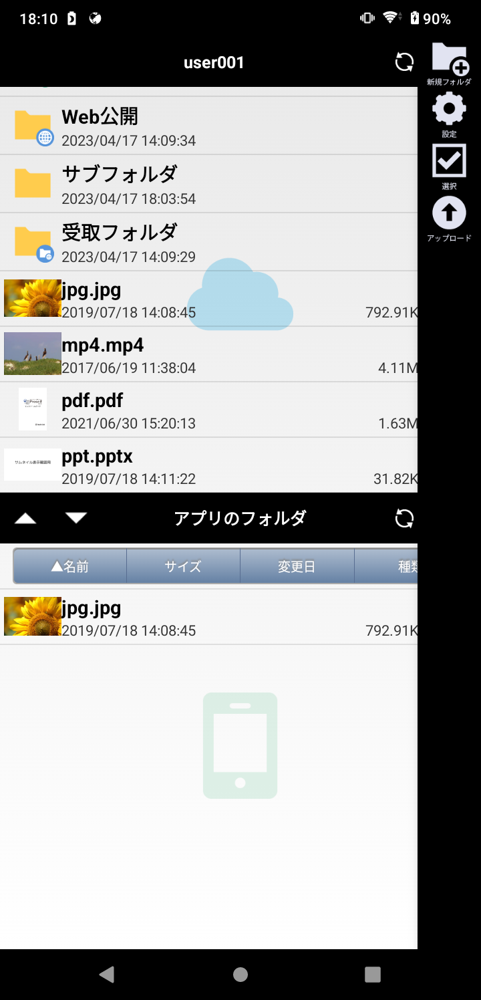 18:10
90%
user001
新規フォルダ
設定
選択
アップロード
Web公開
2023/04/17 14:09:34
サブフォルダ
2023/04/17 18:03:54
受取フォルダ
2023/04/17 14:09:29
jpg.jpg
2019/07/18 14:08:45 792.91K
mp4.mp4
2017/06/19 11:38:04 4.11M
Proself
pdf.pdf
2021/06/30 15:20:13 1.63M
サムネイル表示確認用
ppt.pptx
2019/07/18 14:11:22 31.82K
アプリのフォルダ
▲名前 サイズ 変更日 種類
jpg.jpg
2019/07/18 14:08:45 792.91K